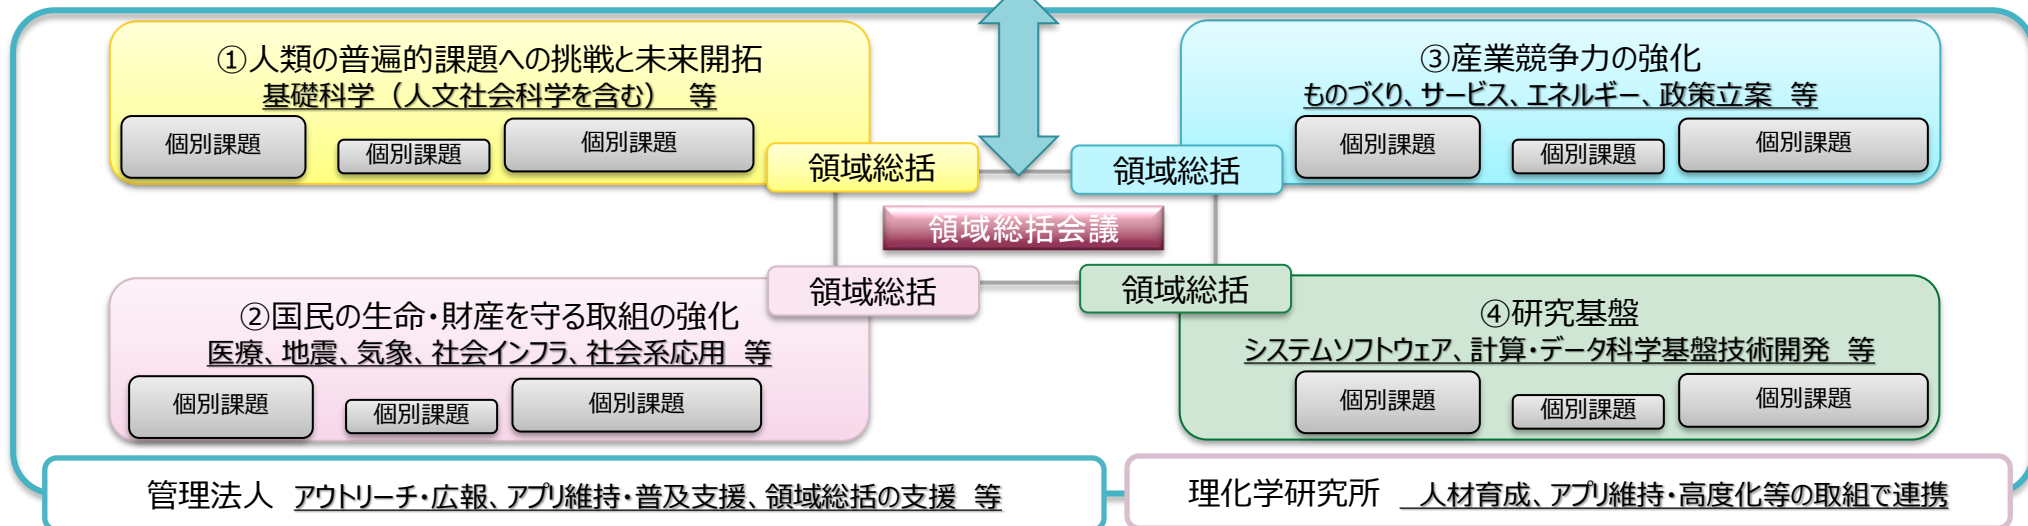 ①人類の普遍的課題への挑戦と未来開拓
基礎科学（人文社会科学を含む） 等
個別課題
個別課題
個別課題
領域総括
③産業競争力の強化
ものづくり、サービス、エネルギー、政策立案 等
個別課題
個別課題
個別課題
領域総括
領域総括会議
領域総括
②国民の生命・財産を守る取組の強化
医療、地震、気象、社会インフラ、社会系応用 等
個別課題
個別課題
個別課題
領域総括
④研究基盤
システムソフトウェア、計算・データ科学基盤技術開発 等
個別課題
個別課題
個別課題
管理法人 アウトリーチ・広報、アプリ維持・普及支援、領域総括の支援 等
理化学研究所 人材育成、アプリ維持・高度化等の取組で連携